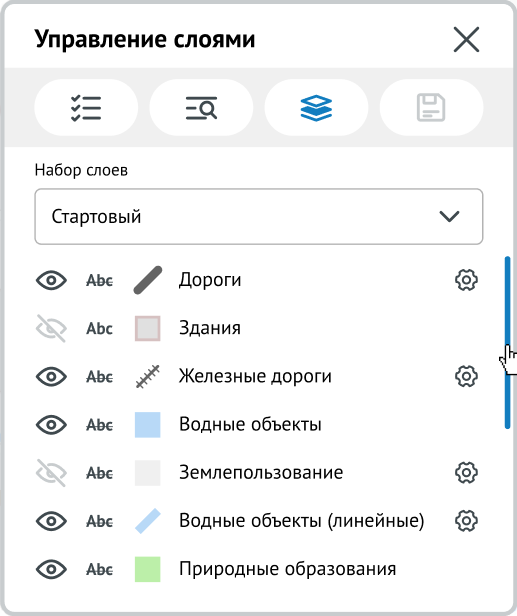 Управление слоями
Набор слоев
Стартовый
Abc Дороги
Abc Здания
Abc Железные дороги
Abc Водные объекты
Abc Землепользование
Abc Водные объекты (линейные)
Abc Природные образования